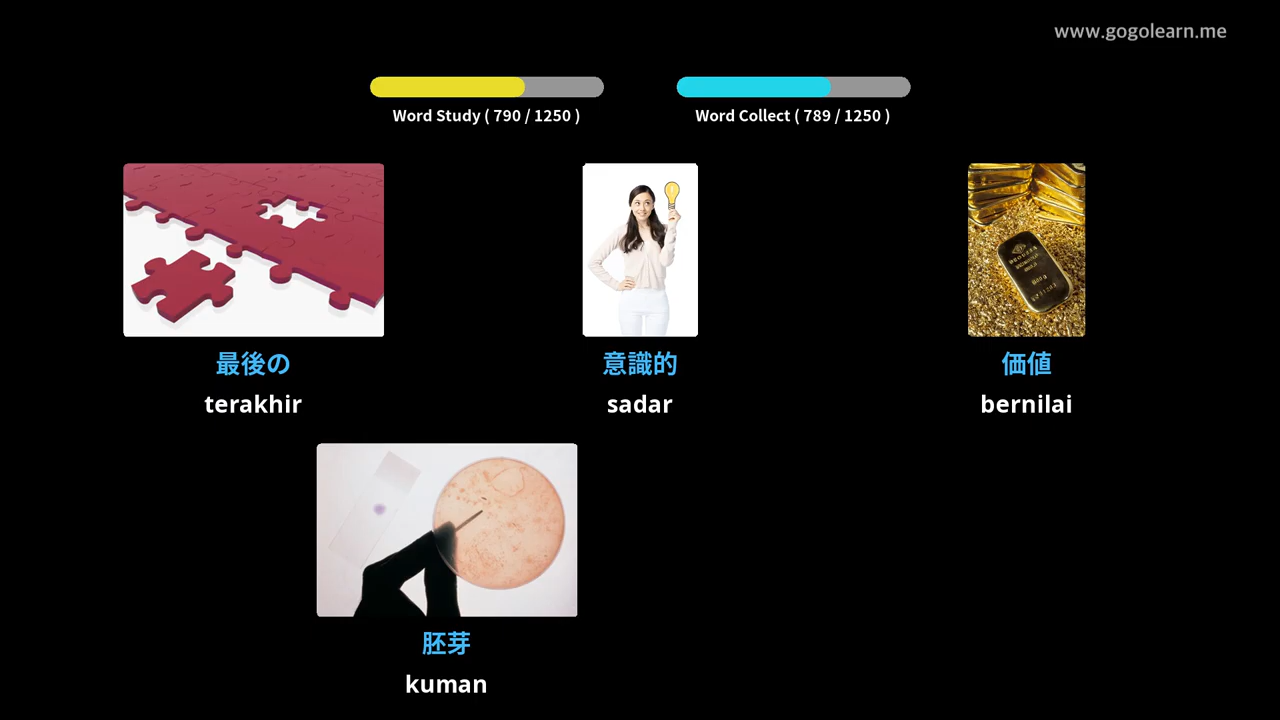 www.gogolearn.me
Word Study ( 790 / 1250 )
Word Collect ( 789 / 1250 )
最後の
terakhir
意識的
sadar
価値
bernilai
胚芽
kuman